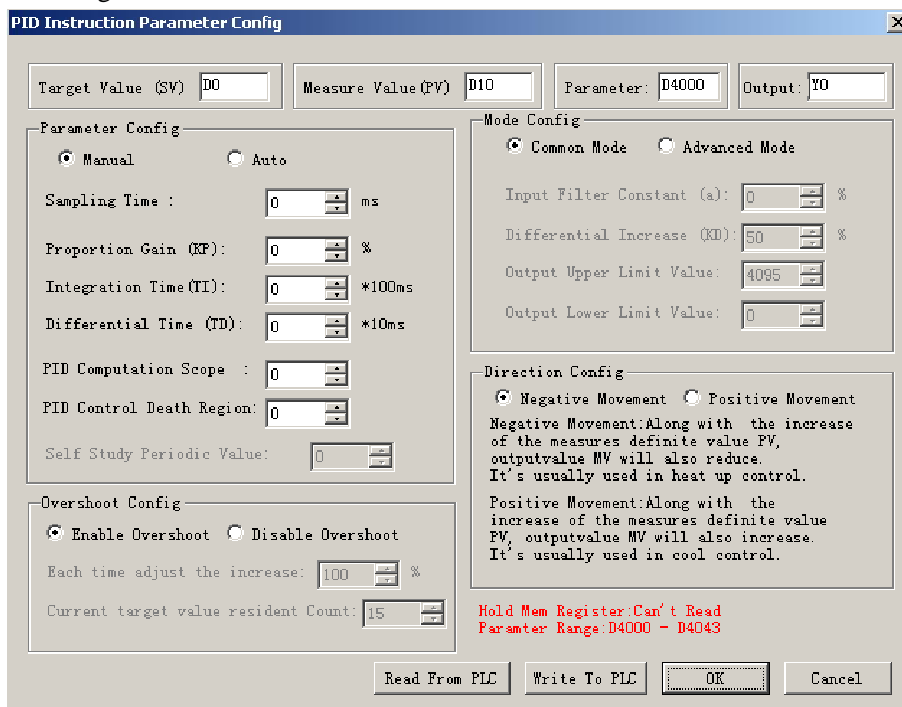 PID Instruction Parameter Config
Target Value (SV) D0 Measure Value(PV) D10 Parameter: D4000 Output: Y0
Parameter Config
Manual Auto
Sampling Time : 0 ms
Proportion Gain (KP): 0 %
Integration Time(TI): 0 *100ms
Differential Time (TD): 0 *10ms
PID Computation Scope : 0
PID Control Death Region: 0
Self Study Periodic Value: 0
Overshoot Config
Enable Overshoot Disable Overshoot
Each time adjust the increase: 100 %
Current target value resident Count: 15
Mode Config
Common Mode Advanced Mode
Input Filter Constant (a): 0 %
Differential Increase (KD): 50 %
Output Upper Limit Value: 4095
Output Lower Limit Value: 0
Direction Config
Negative Movement Positive Movement
Negative Movement:Along with the increase
of the measures definite value PV,
outputvalue MV will also reduce.
It's usually used in heat up control.
Positive Movement:Along with the
increase of the measures definite value
PV, outputvalue MV will also increase.
It's usually used in cool control.
Hold Mem Register:Can't Read
Paramter Range:D4000 - D4043
Read From PLC Write To PLC OK Cancel